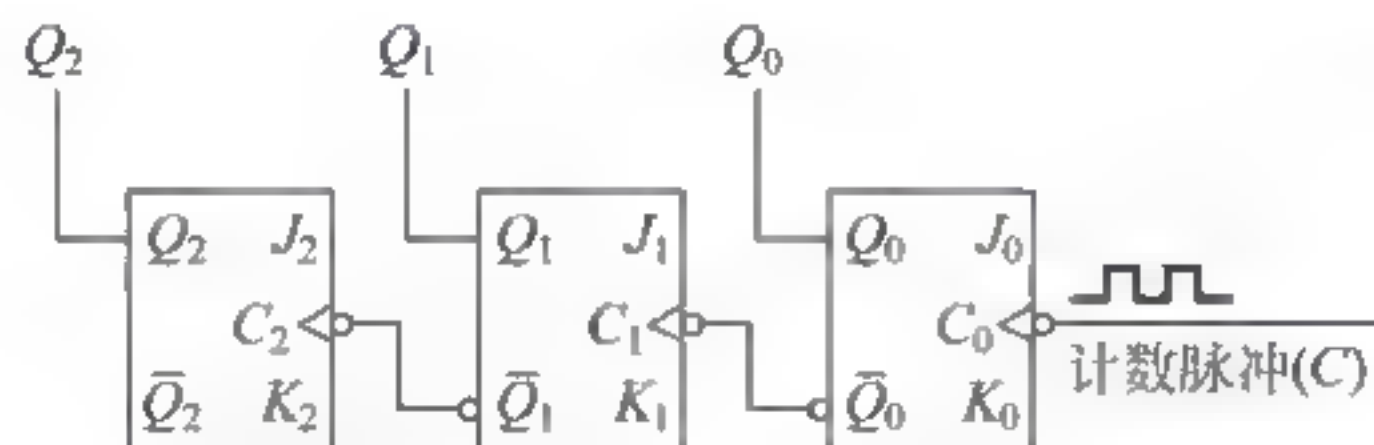 Q₂ Q₁ Q₀
Q₂ J₂ Q₁ J₁ Q₀ J₀
C₂ C₁ C₀
计数脉冲(C)
Q̅₂ K₂ Q̅₁ K₁ Q̅₀ K₀